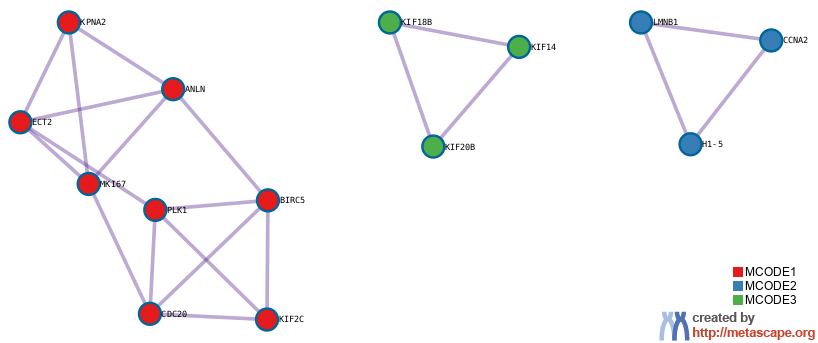 KPNA2
KIF18B
LMNB1
CCNA2
KIF14
ANLN
ECT2
H1-5
KIF20B
MKI67
BIRC5
PLK1
CDC20
KIF2C
MCODE1
MCODE2
MCODE3
created by
http://metascape.org